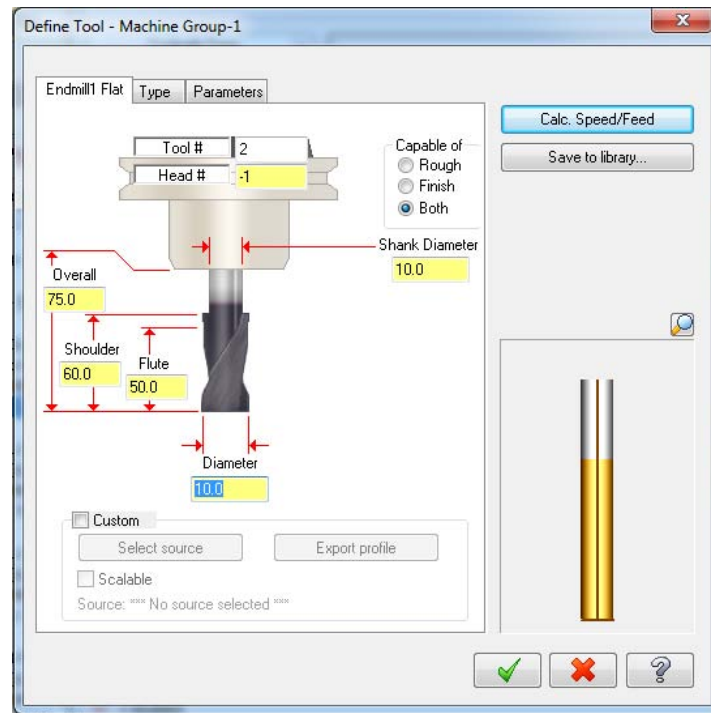 Define Tool - Machine Group-1
Endmill1 Flat Type Parameters
Calc. Speed/Feed
Save to library...
Tool # 2
Head # -1
Capable of
Rough
Finish
Both
Shank Diameter
10.0
Overall
75.0
Shoulder
60.0
Flute
50.0
Diameter
10.0
Custom
Select source Export profile
Scalable
Source: *** No source selected ***